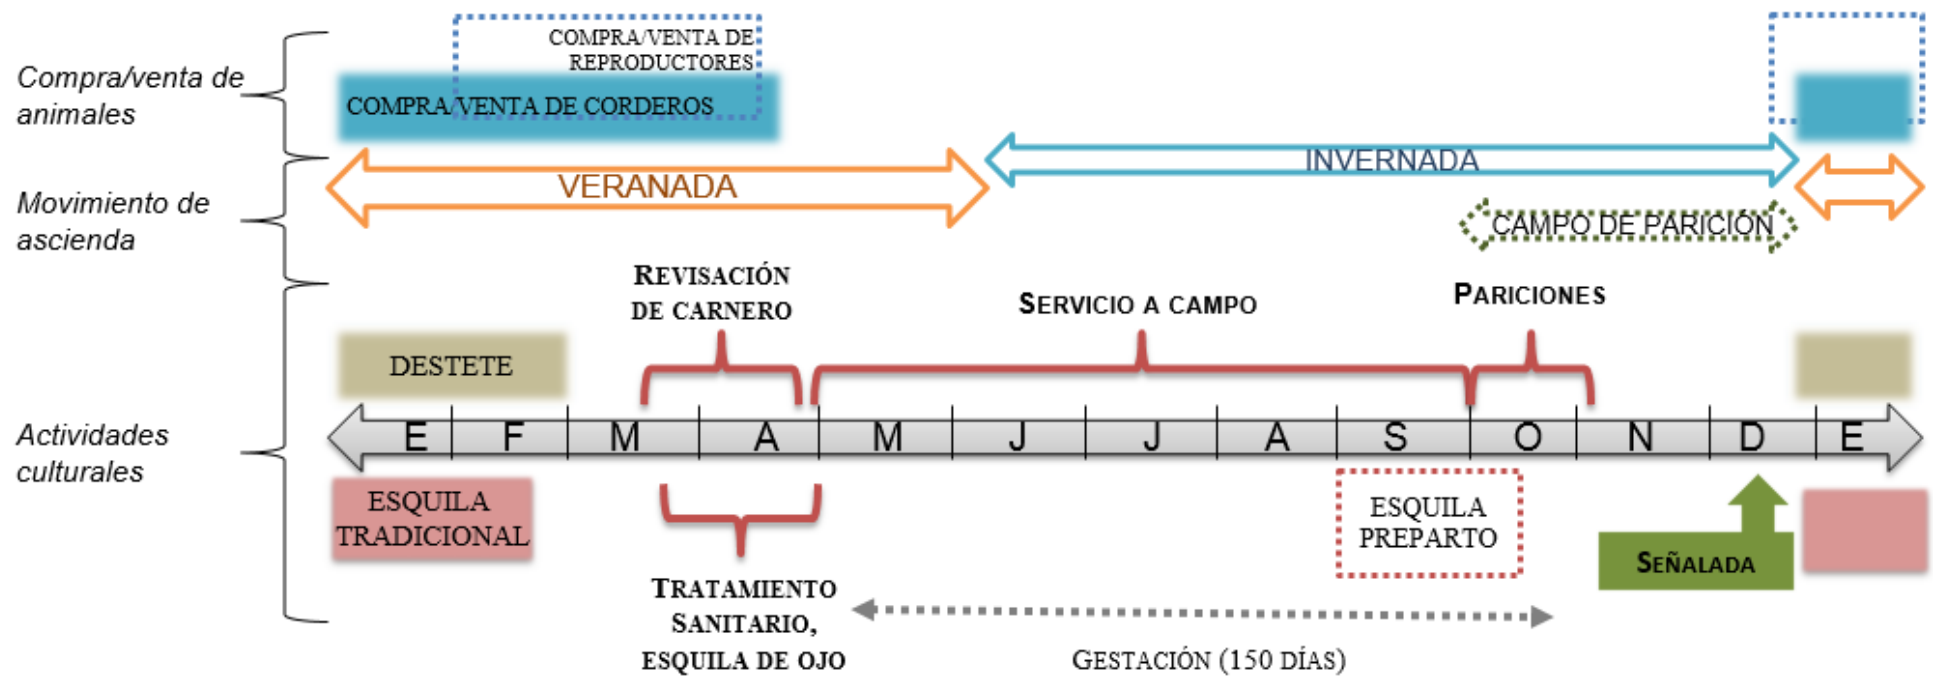 Compra/venta de
animales
COMPRA/VENTA DE
REPRODUCTORES
COMPRA/VENTA DE CORDEROS
Movimiento de
ascienda
VERANADA
INVERNADA
CAMPO DE PARICIÓN
Actividades
culturales
REVISACIÓN
DE CARNERO
SERVICIO A CAMPO
PARICIONES
DESTETE
E F M A M J J A S O N D E
ESQUILA
TRADICIONAL
TRATAMIENTO
SANITARIO,
ESQUILA DE OJO
ESQUILA
PREPARTO
SEÑALADA
GESTACIÓN (150 DÍAS)